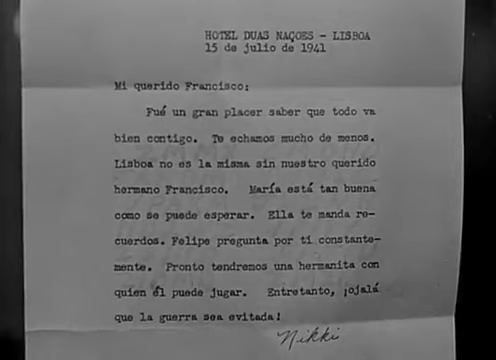 HOTEL DUAS NAÇOES - LISBOA
15 de julio de 1941
Mi querido Francisco:
Fué un gran placer saber que todo va
bien contigo. Te echamos mucho de menos.
Lisboa no es la misma sin nuestro querido
hermano Francisco. María está tan buena
como se puede esperar. Ella te manda re-
cuerdos. Felipe pregunta por ti constante-
mente. Pronto tendremos una hermanita con
quien él puede jugar. Entretanto, ¡ojalá
que la guerra sea evitada!
Nikki